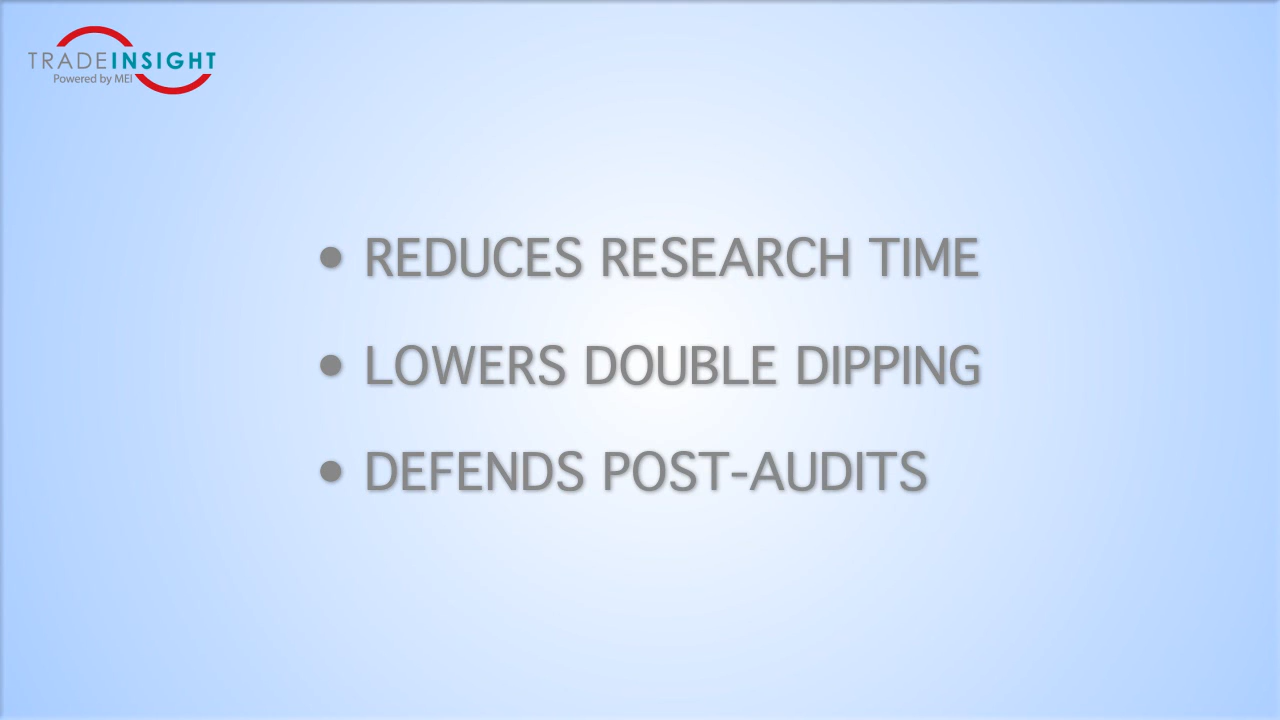 TRADEINSIGHT
Powered by MEI
• REDUCES RESEARCH TIME
• LOWERS DOUBLE DIPPING
• DEFENDS POST-AUDITS